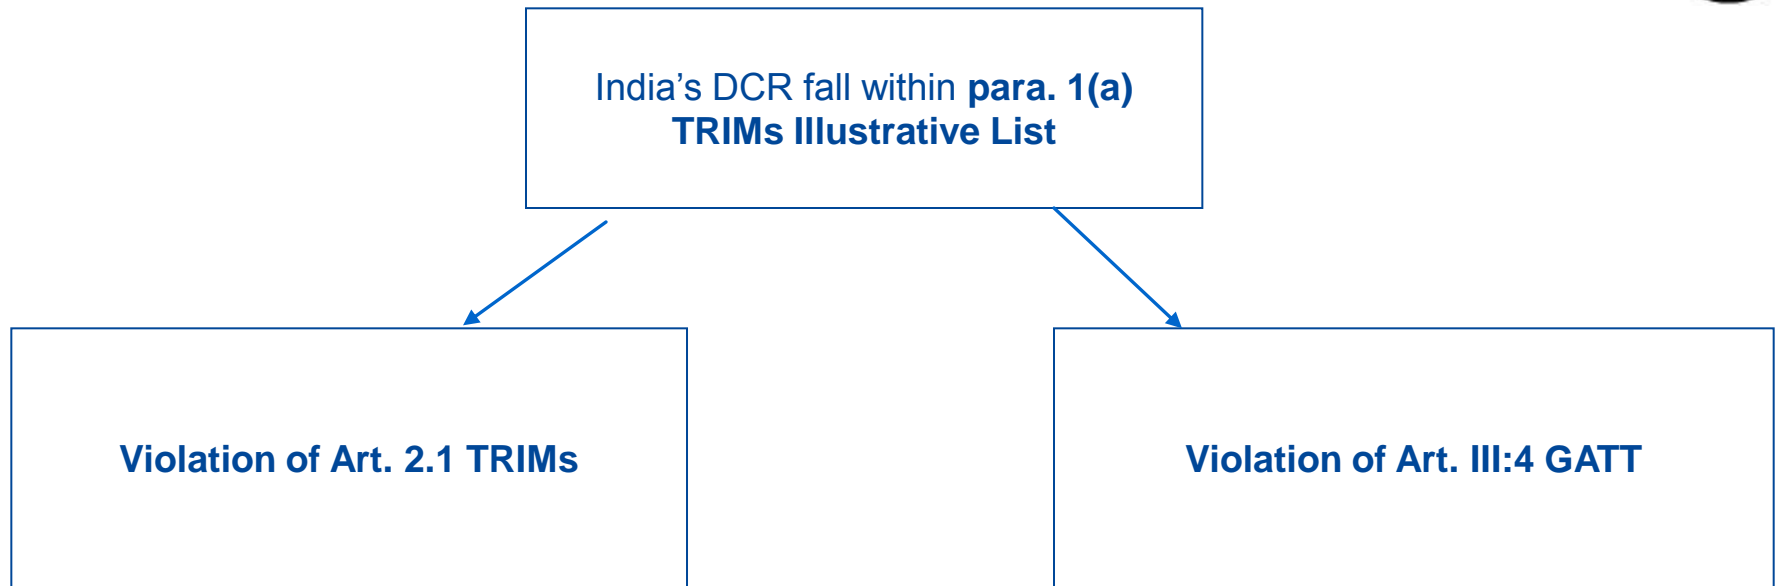 India’s DCR fall within para. 1(a)
TRIMs Illustrative List
Violation of Art. 2.1 TRIMs
Violation of Art. III:4 GATT